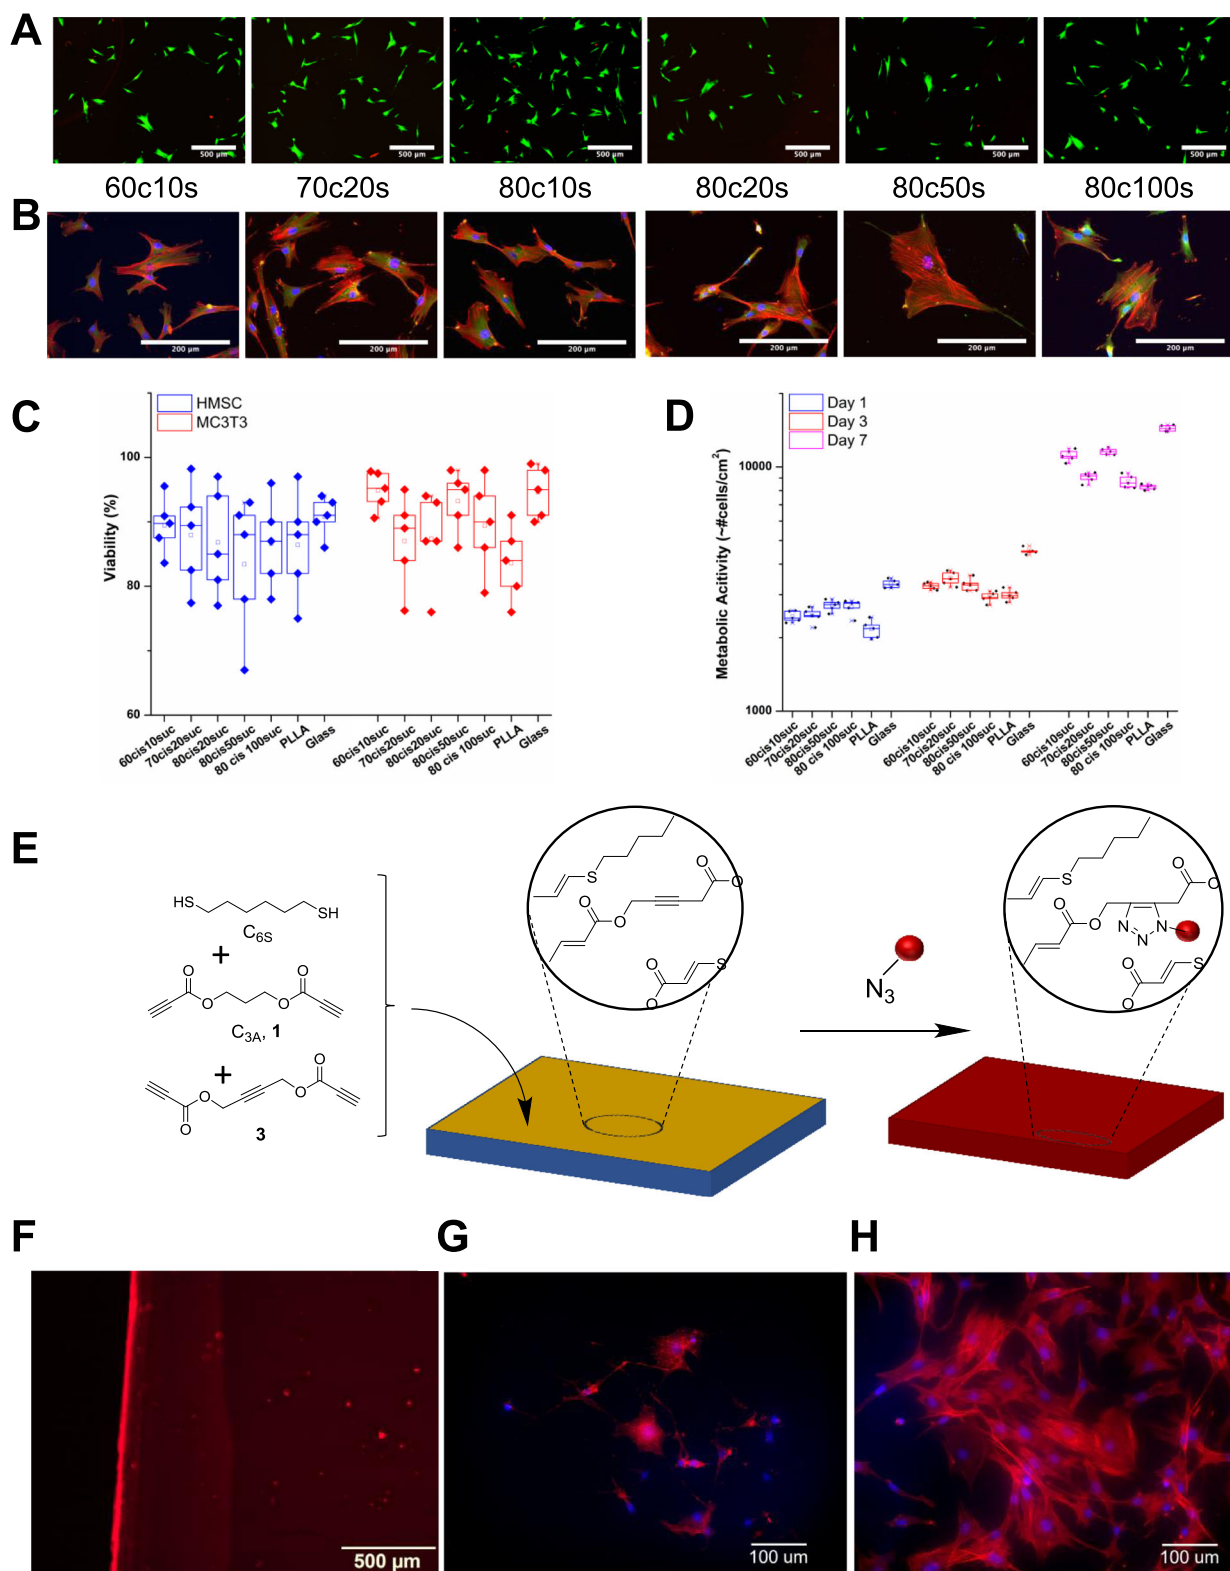 A
500 µm 500 µm 500 µm 500 µm 500 µm 500 µm
60c10s 70c20s 80c10s 80c20s 80c50s 80c100s
B
200 µm 200 µm 200 µm 200 µm 200 µm 200 µm
C
HMSC
MC3T3
Viability (%)
100
80
60
60cis10suc 70cis20suc 80cis20suc 80cis50suc 80 cis 100suc PLLA Glass 60cis10suc 70cis20suc 80cis20suc 80cis50suc 80 cis 100suc PLLA Glass
D
Day 1
Day 3
Day 7
Metabolic Acitivity (~#cells/cm²)
10000
1000
60cis10suc 70cis20suc 80cis50suc 80 cis 100suc PLLA Glass 60cis10suc 70cis20suc 80cis50suc 80 cis 100suc PLLA Glass 60cis10suc 70cis20suc 80cis50suc 80 cis 100suc PLLA Glass
E
HS
SH
C6S
+
O
O
O
O
C3A, 1
+
O
O
O
O
3
S
O
O
O
O
O
O
S
N3
S
O
O
O
O
N
N
N
O
O
S
F
500 µm
G
100 um
H
100 um